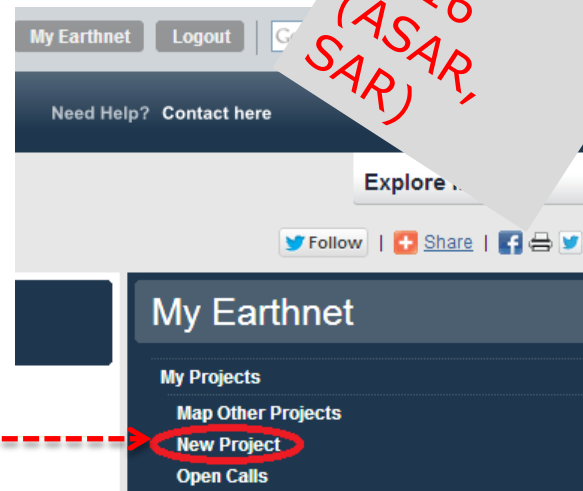 My Earthnet Logout
(ASAR,
SAR)
Need Help? Contact here
Explore
Follow | Share |
My Earthnet
My Projects
Map Other Projects
New Project
Open Calls